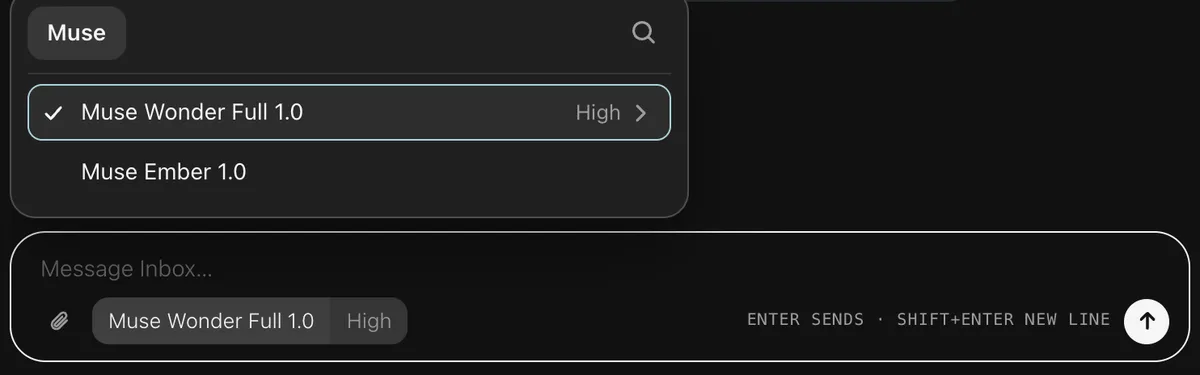 Muse
Muse Wonder Full 1.0 High
Muse Ember 1.0
Message Inbox...
Muse Wonder Full 1.0 High ENTER SENDS · SHIFT+ENTER NEW LINE